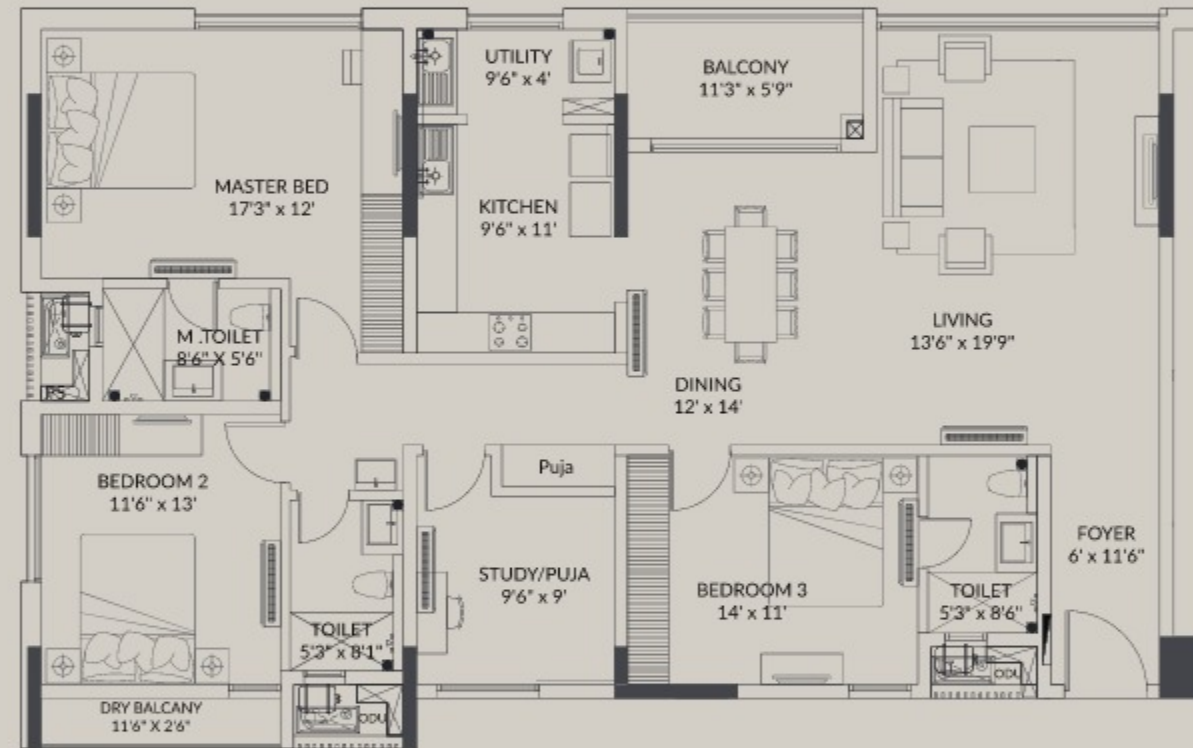 UTILITY
9'6" x 4'
BALCONY
11'3" x 5'9"
MASTER BED
17'3" x 12'
KITCHEN
9'6" x 11'
M .TOILET
8'6" X 5'6"
LIVING
13'6" x 19'9"
DINING
12' x 14'
BEDROOM 2
11'6" x 13'
Puja
STUDY/PUJA
9'6" x 9'
BEDROOM 3
14' x 11'
TOILET
5'3" x 8'6"
FOYER
6' x 11'6"
TOILET
5'3" x 8'1"
ODU
DRY BALCANY
11'6" X 2'6"
ODU